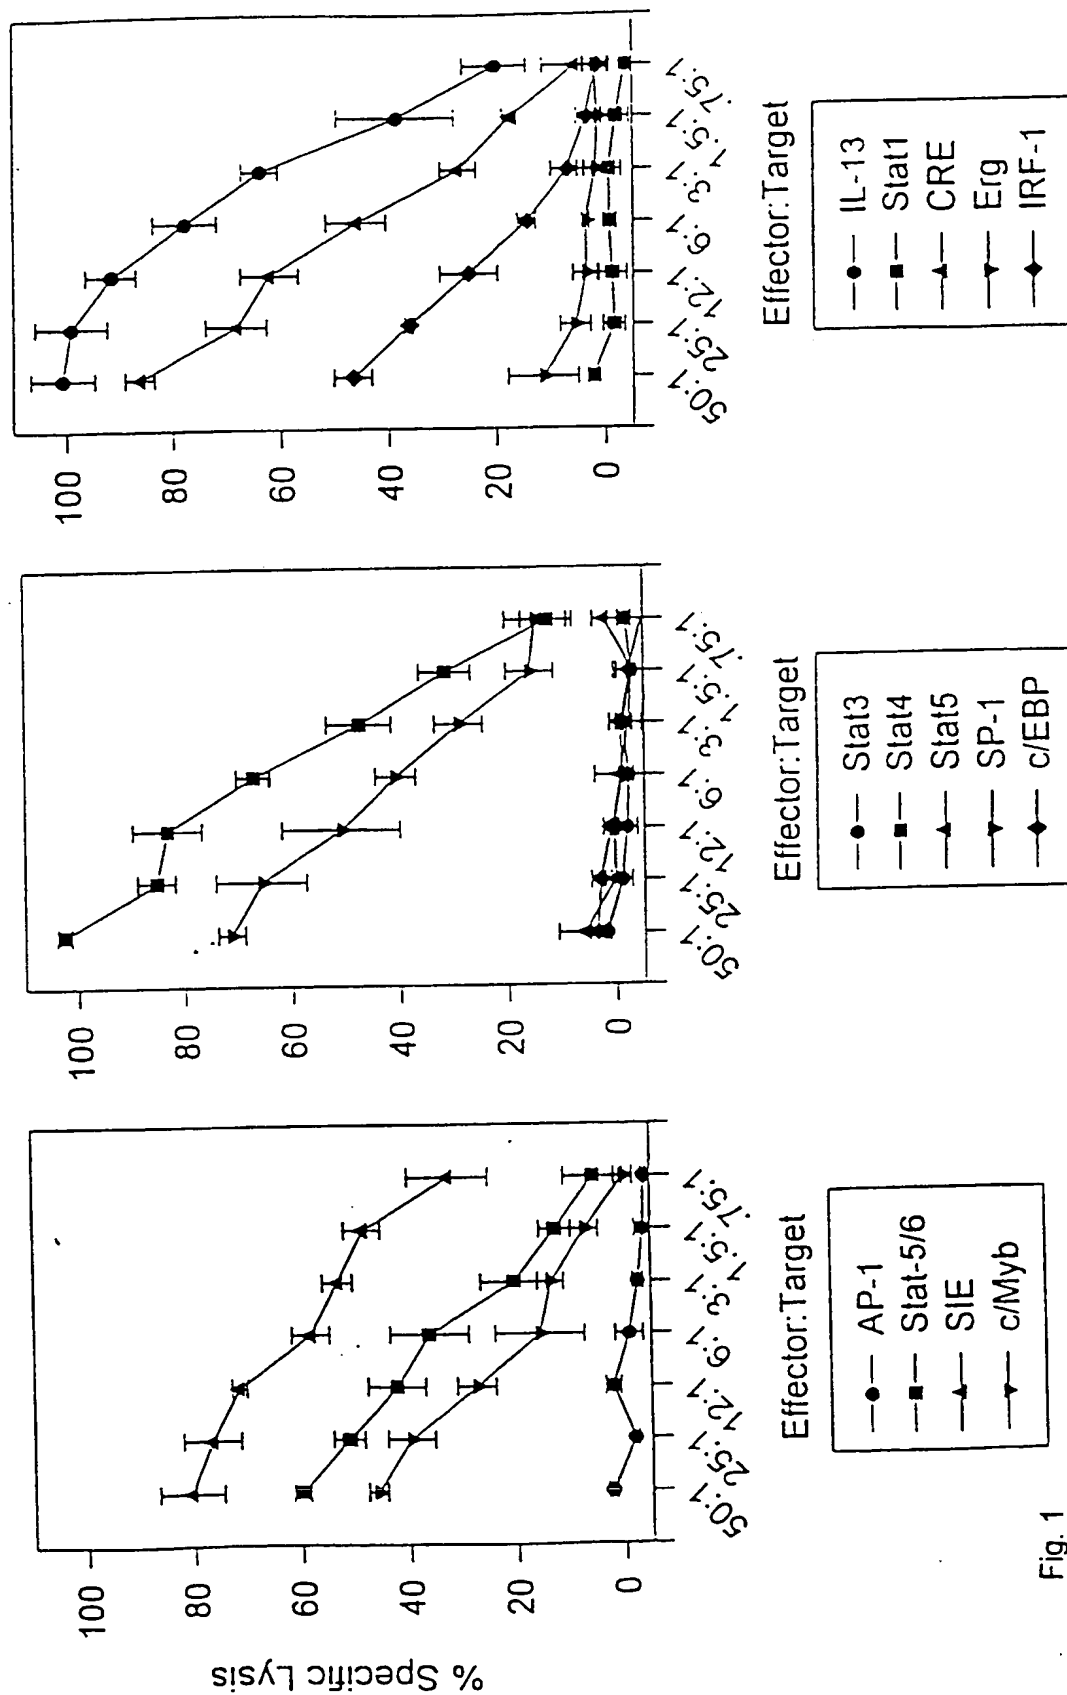 % Specific Lysis
100
80
60
40
20
0
50:1 25:1 12:1 6:1 3:1 1.5:1 .75:1
Effector:Target
AP-1
Stat-5/6
SIE
c/Myb
100
80
60
40
20
0
50:1 25:1 12:1 6:1 3:1 1.5:1 .75:1
Effector:Target
Stat3
Stat4
Stat5
SP-1
c/EBP
100
80
60
40
20
0
50:1 25:1 12:1 6:1 3:1 1.5:1 .75:1
Effector:Target
IL-13
Stat1
CRE
Erg
IRF-1
Fig. 1